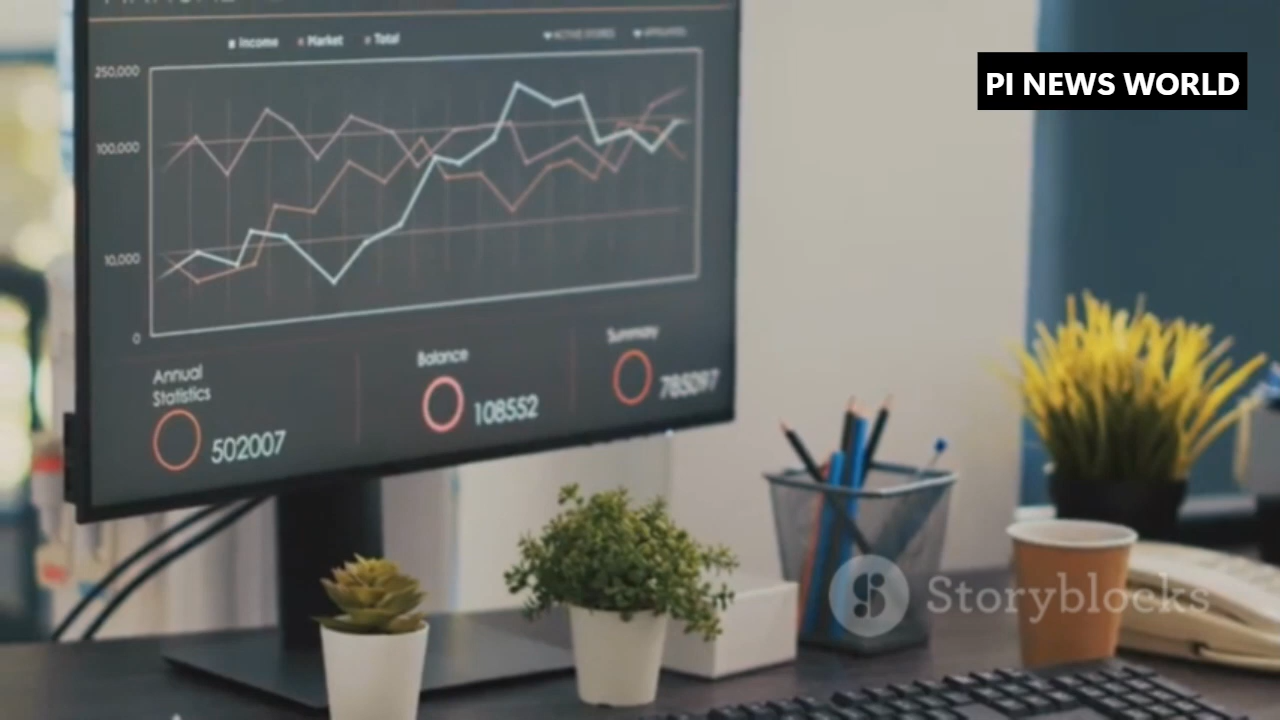 PI NEWS WORLD
Income Market Total
250,000
100,000
10,000
0
Annual
Statistics
502007
Balance
108552
Summary
785097
Storyblocks